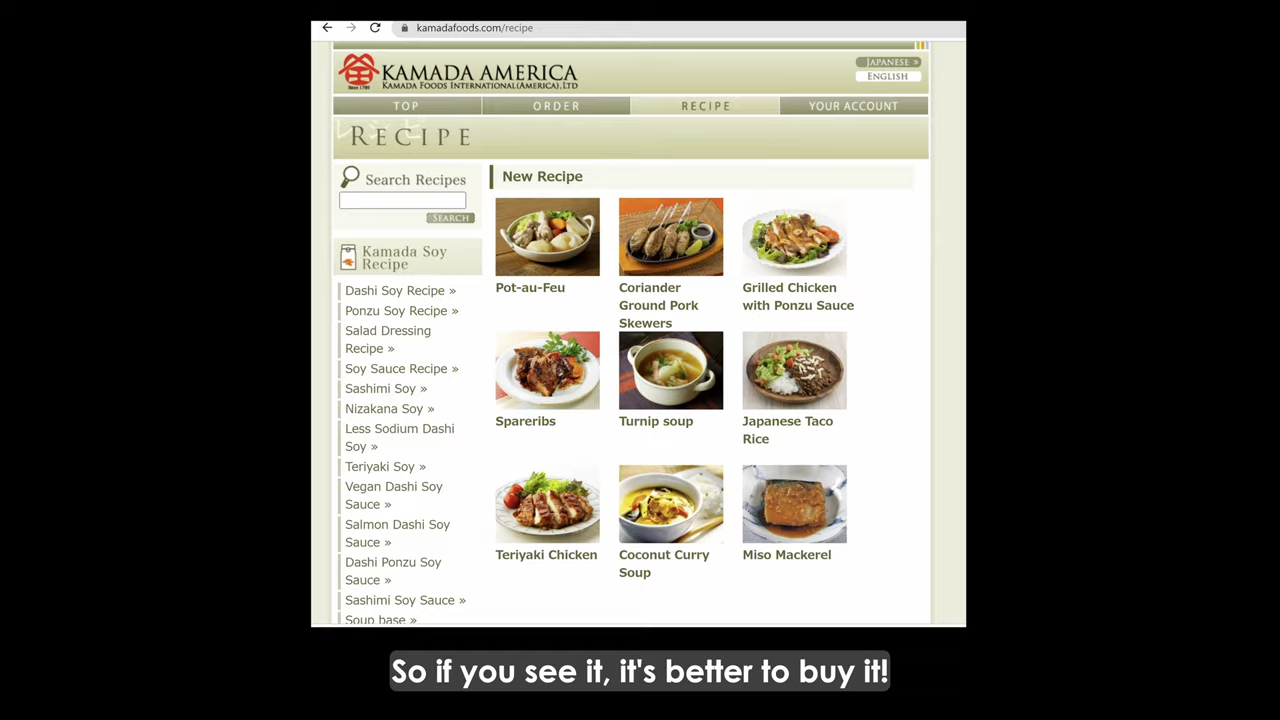 kamadafoods.com/recipe
KAMADA AMERICA
Since 1789
KAMADA FOODS INTERNATIONAL(AMERICA),LTD
JAPANESE »
ENGLISH
TOP
ORDER
RECIPE
YOUR ACCOUNT
レシピ
RECIPE
Search Recipes
SEARCH
Kamada Soy
Recipe
Dashi Soy Recipe »
Ponzu Soy Recipe »
Salad Dressing
Recipe »
Soy Sauce Recipe »
Sashimi Soy »
Nizakana Soy »
Less Sodium Dashi
Soy »
Teriyaki Soy »
Vegan Dashi Soy
Sauce »
Salmon Dashi Soy
Sauce »
Dashi Ponzu Soy
Sauce »
Sashimi Soy Sauce »
Soup base »
New Recipe
Pot-au-Feu
Coriander
Ground Pork
Skewers
Grilled Chicken
with Ponzu Sauce
Spareribs
Turnip soup
Japanese Taco
Rice
Teriyaki Chicken
Coconut Curry
Soup
Miso Mackerel
So if you see it, it's better to buy it!